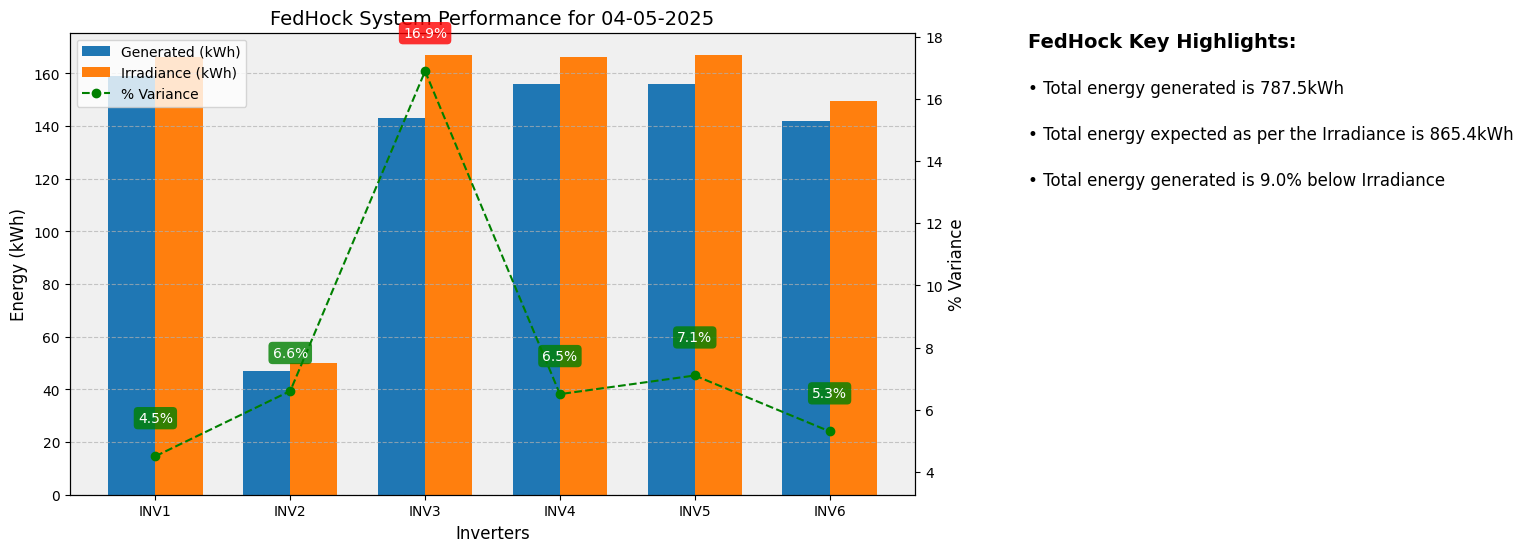 FedHock System Performance for 04-05-2025
FedHock Key Highlights:
• Total energy generated is 787.5kWh
• Total energy expected as per the Irradiance is 865.4kWh
• Total energy generated is 9.0% below Irradiance
Generated (kWh)
Irradiance (kWh)
% Variance
Energy (kWh)
160
140
120
100
80
60
40
20
0
4.5%
6.6%
16.9%
6.5%
7.1%
5.3%
18
16
14
12
10
8
6
4
% Variance
INV1 INV2 INV3 INV4 INV5 INV6
Inverters